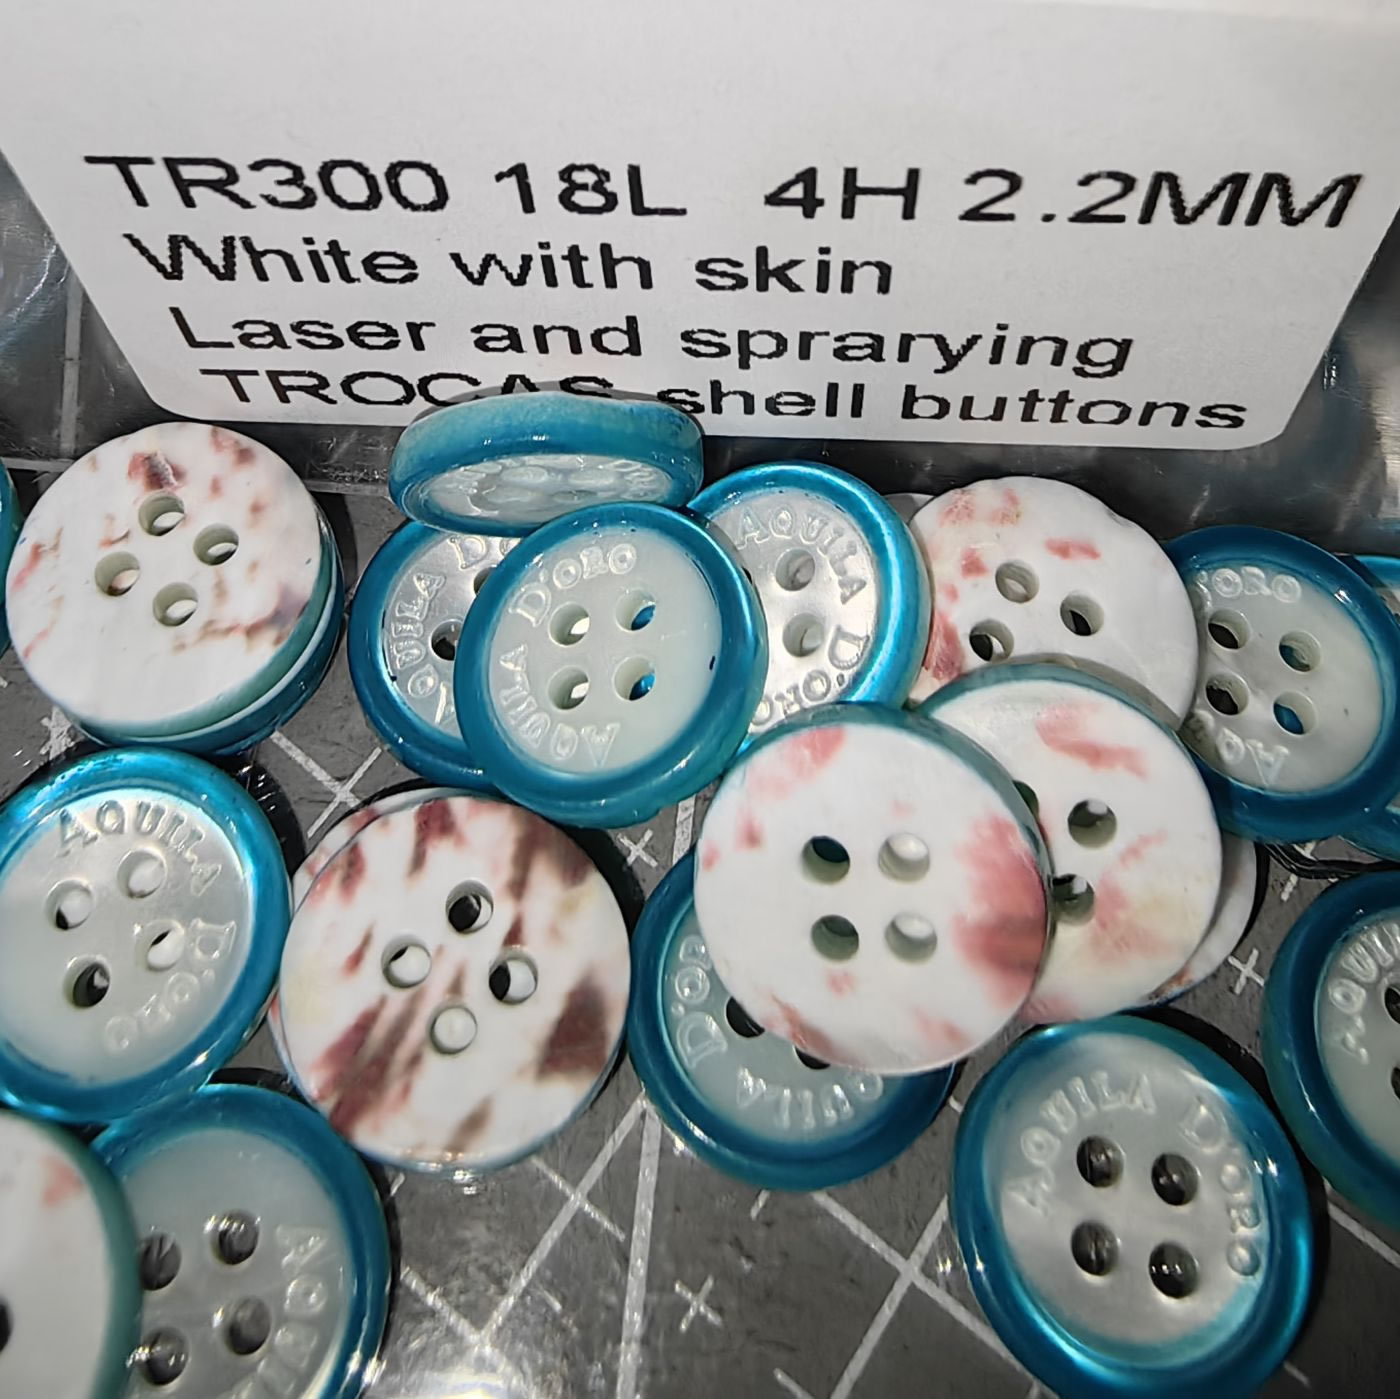 TR300 18L 4H 2.2MM
White with skin
Laser and sprarying
TROCAS shell buttons
AQUILA D'ORO
AQUILA D'ORO
AQUILA D'ORO
AQUILA D'ORO
AQUILA D'ORO